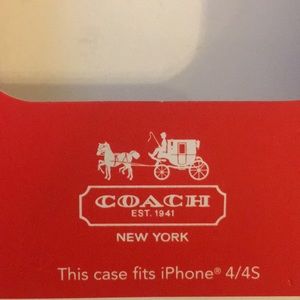 COACH
EST. 1941
NEW YORK
This case fits iPhone® 4/4S